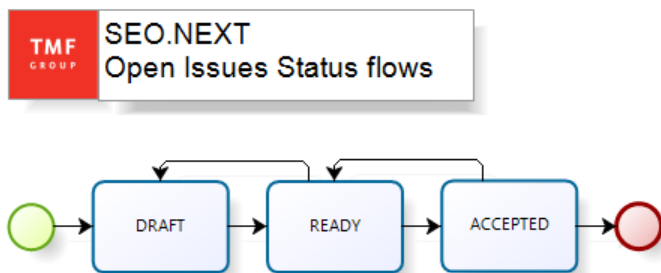 TMF
GROUP
SEO.NEXT
Open Issues Status flows
DRAFT
READY
ACCEPTED